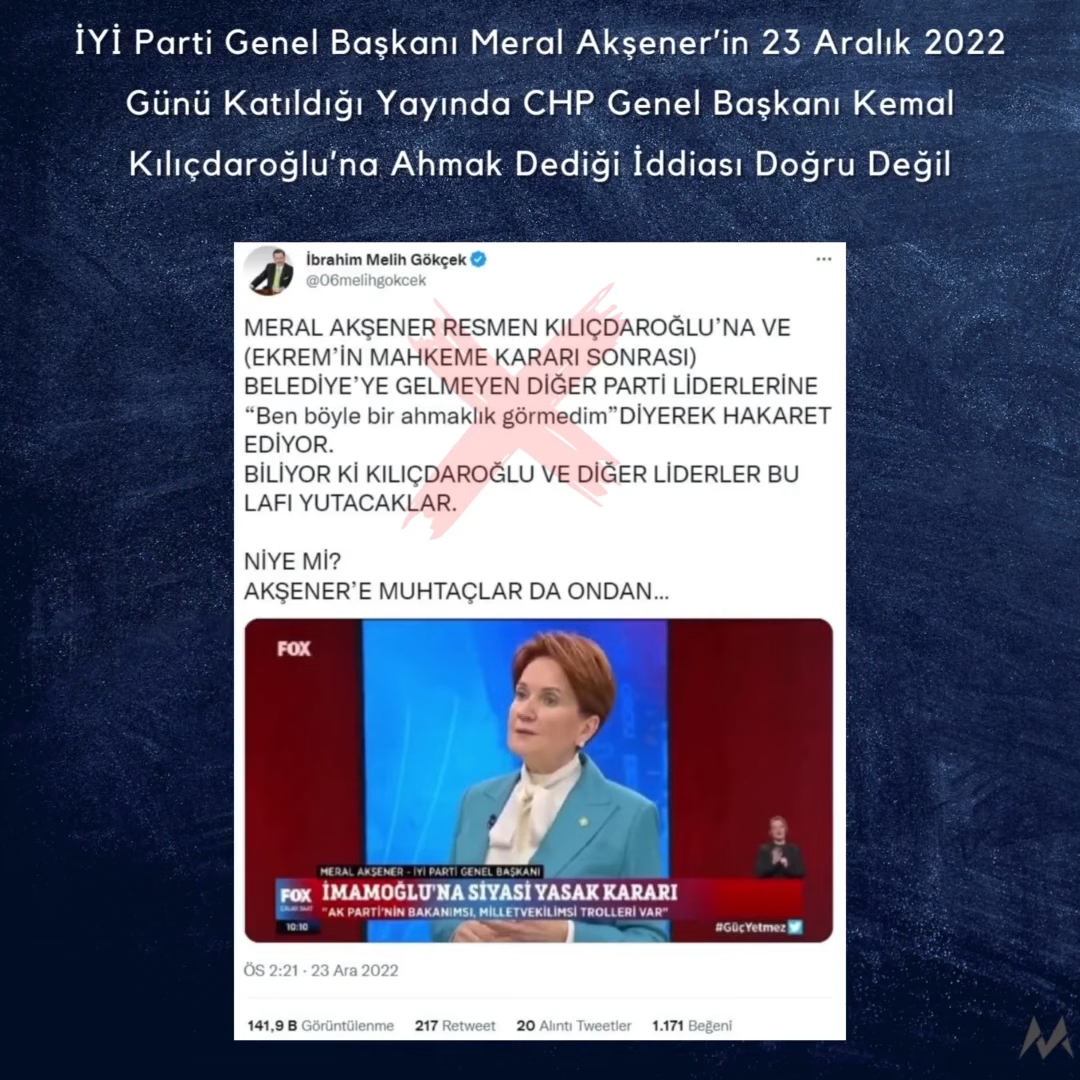 İYİ Parti Genel Başkanı Meral Akşener'in 23 Aralık 2022
Günü Katıldığı Yayında CHP Genel Başkanı Kemal
Kılıçdaroğlu'na Ahmak Dediği İddiası Doğru Değil
İbrahim Melih Gökçek
@06melihgokcek
MERAL AKŞENER RESMEN KILIÇDAROĞLU'NA VE
(EKREM'İN MAHKEME KARARI SONRASI)
BELEDİYE'YE GELMEYEN DİĞER PARTİ LİDERLERİNE
“Ben böyle bir ahmaklık görmedim”DİYEREK HAKARET
EDİYOR.
BİLİYOR Kİ KILIÇDAROĞLU VE DİĞER LİDERLER BU
LAFI YUTACAKLAR.
NİYE Mİ?
AKŞENER'E MUHTAÇLAR DA ONDAN...
FOX
MERAL AKŞENER - İYİ PARTİ GENEL BAŞKANI
FOX
İMAMOĞLU'NA SİYASİ YASAK KARARI
"AK PARTİ'NİN BAKANIMSI, MİLLETVEKİLİMSİ TROLLERİ VAR"
10:10
#GüçYetmez
ÖS 2:21 · 23 Ara 2022
141,9 B Görüntülenme 217 Retweet 20 Alıntı Tweetler 1.171 Beğeni